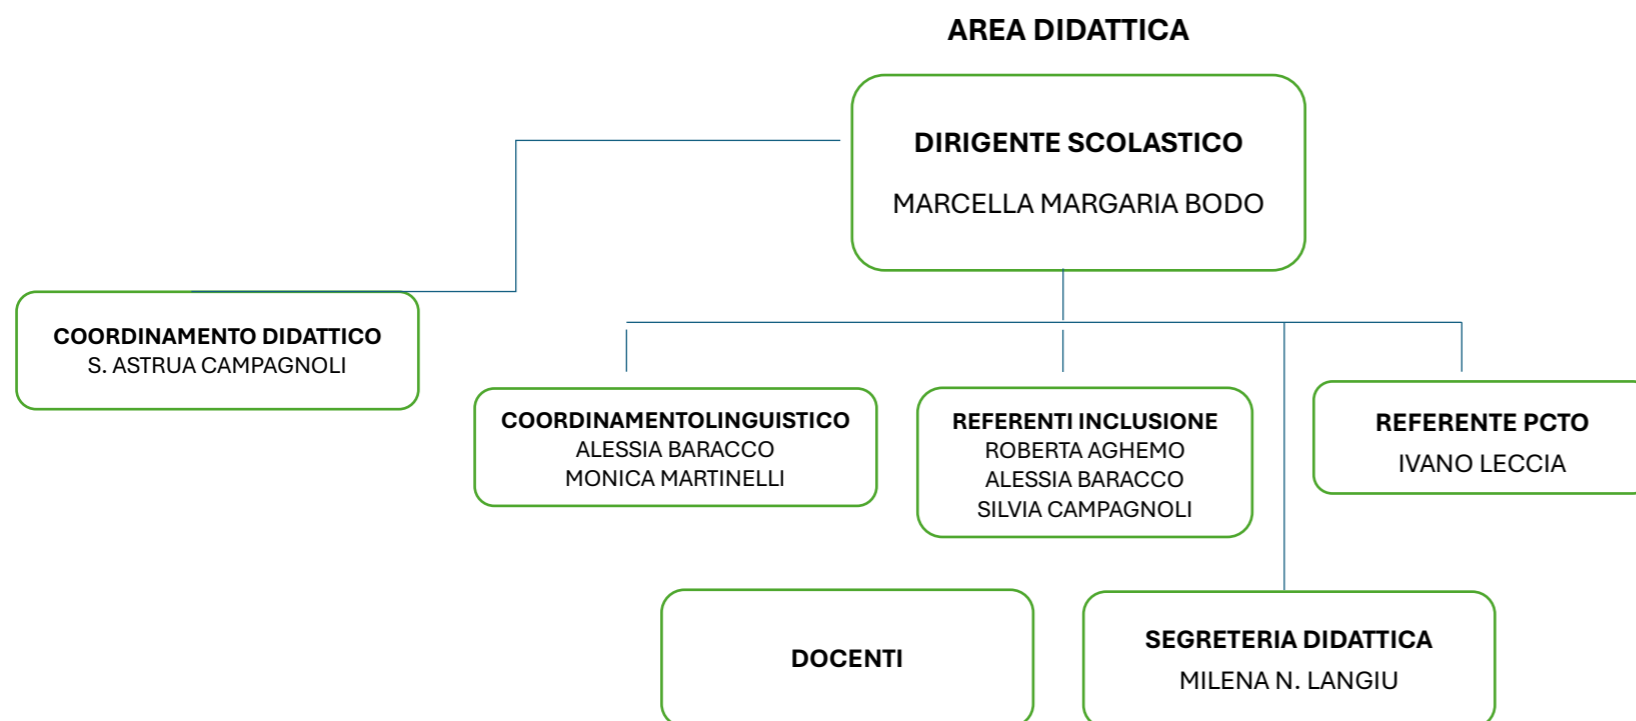 AREA DIDATTICA
DIRIGENTE SCOLASTICO
MARCELLA MARGARIA BODO
COORDINAMENTO DIDATTICO
S. ASTRUA CAMPAGNOLI
COORDINAMENTOLINGUISTICO
ALESSIA BARACCO
MONICA MARTINELLI
REFERENTI INCLUSIONE
ROBERTA AGHEMO
ALESSIA BARACCO
SILVIA CAMPAGNOLI
REFERENTE PCTO
IVANO LECCIA
DOCENTI
SEGRETERIA DIDATTICA
MILENA N. LANGIU